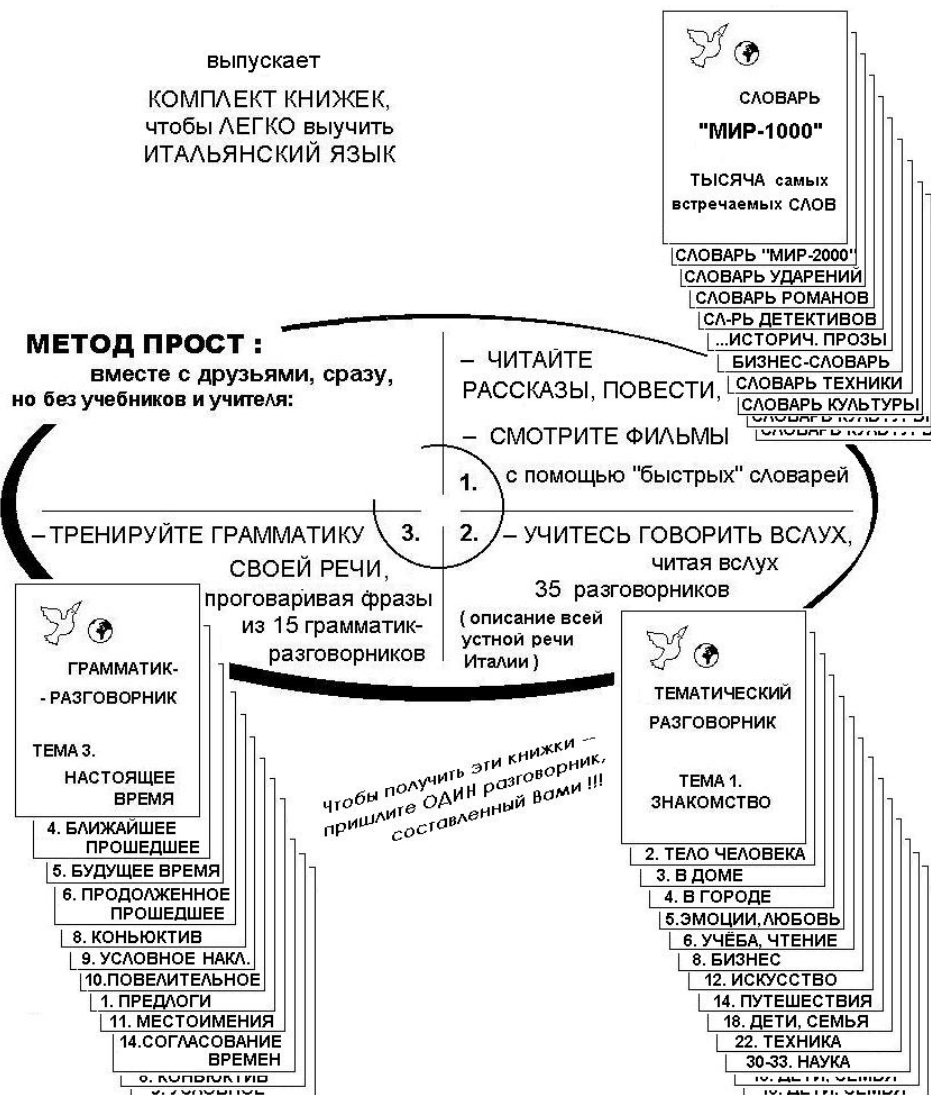 выпускает
КОМПЛЕКТ КНИЖЕК,
чтобы ЛЕГКО выучить
ИТАЛЬЯНСКИЙ ЯЗЫК
СЛОВАРЬ
"МИР-1000"
ТЫСЯЧА самых
встречаемых СЛОВ
СЛОВАРЬ "МИР-2000"
СЛОВАРЬ УДАРЕНИЙ
СЛОВАРЬ РОМАНОВ
СЛ-РЬ ДЕТЕКТИВОВ
...ИСТОРИЧ. ПРОЗЫ
БИЗНЕС-СЛОВАРЬ
СЛОВАРЬ ТЕХНИКИ
СЛОВАРЬ КУЛЬТУРЫ
МЕТОД ПРОСТ :
вместе с друзьями, сразу,
но без учебников и учителя:
– ЧИТАЙТЕ
РАССКАЗЫ, ПОВЕСТИ,
– СМОТРИТЕ ФИЛЬМЫ
1. с помощью "быстрых" словарей
2. – УЧИТЕСЬ ГОВОРИТЬ ВСЛУХ,
читая вслух
35 разговорников
( описание всей
устной речи
Италии )
– ТРЕНИРУЙТЕ ГРАММАТИКУ 3.
СВОЕЙ РЕЧИ,
проговаривая фразы
из 15 грамматик-
разговорников
ГРАММАТИК-
- РАЗГОВОРНИК
ТЕМА 3.
НАСТОЯЩЕЕ
ВРЕМЯ
4. БЛИЖАЙШЕЕ
ПРОШЕДШЕЕ
5. БУДУЩЕЕ ВРЕМЯ
6. ПРОДОЛЖЕННОЕ
ПРОШЕДШЕЕ
8. КОНЬЮКТИВ
9. УСЛОВНОЕ НАКЛ.
10.ПОВЕЛИТЕЛЬНОЕ
1. ПРЕДЛОГИ
11. МЕСТОИМЕНИЯ
14.СОГЛАСОВАНИЕ
ВРЕМЕН
8. КОНЬЮКТИВ
Чтобы получить эти книжки –
пришлите ОДИН разговорник,
составленный Вами !!!
ТЕМАТИЧЕСКИЙ
РАЗГОВОРНИК
ТЕМА 1.
ЗНАКОМСТВО
2. ТЕЛО ЧЕЛОВЕКА
3. В ДОМЕ
4. В ГОРОДЕ
5.ЭМОЦИИ,ЛЮБОВЬ
6. УЧЁБА, ЧТЕНИЕ
8. БИЗНЕС
12. ИСКУССТВО
14. ПУТЕШЕСТВИЯ
18. ДЕТИ, СЕМЬЯ
22. ТЕХНИКА
30-33. НАУКА